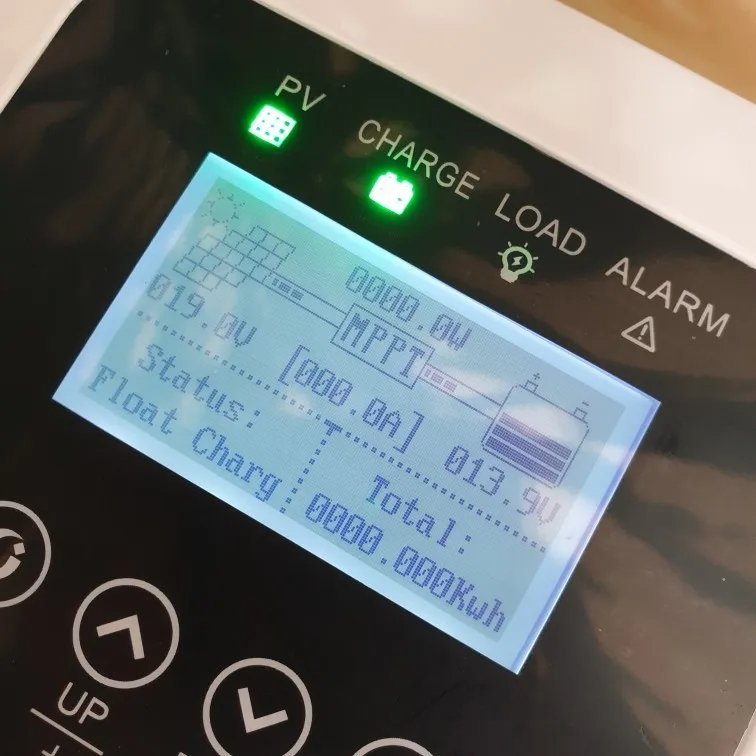 PV
CHARGE
LOAD
ALARM
0000.0W
019.0V
MPPT
[000.0A]
013.9V
Status:
Float Charg
Total:
0000.000Kwh
UP